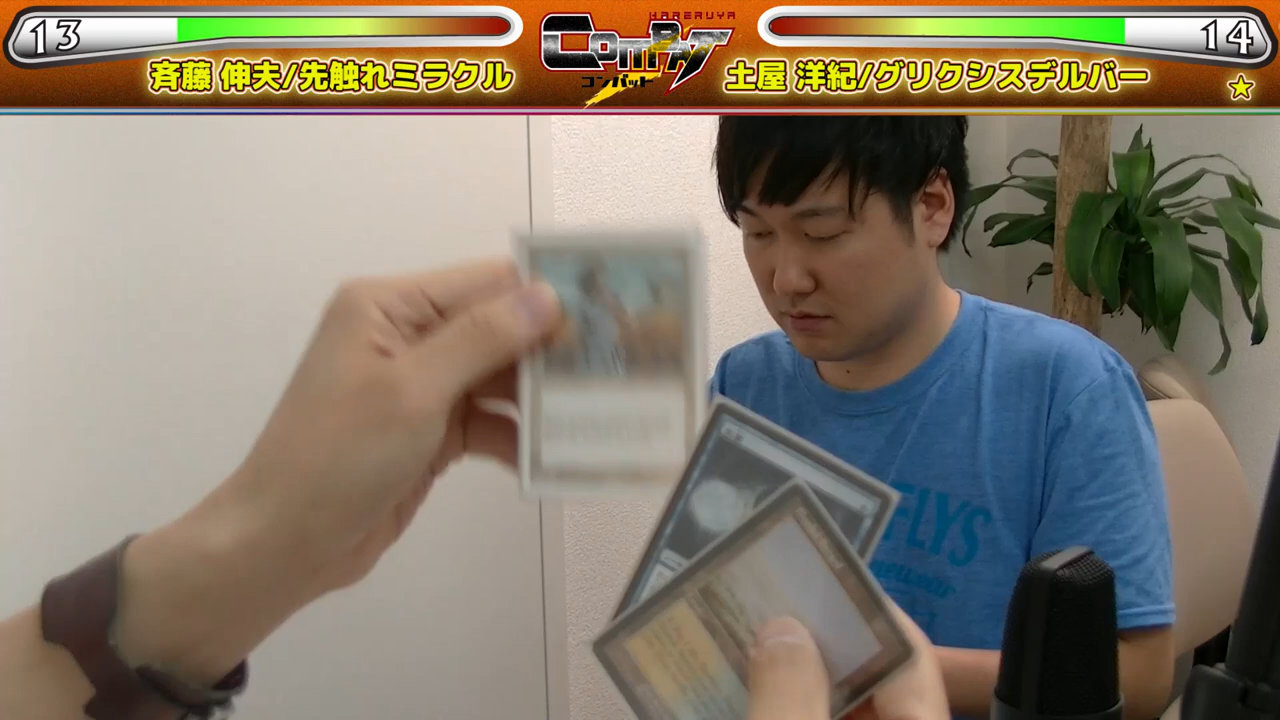 13
HARERUYA
COMBAT
コンバット
14
斉藤 伸夫/先触れミラクル
土屋 洋紀/グリクシスデルバー
FLYS